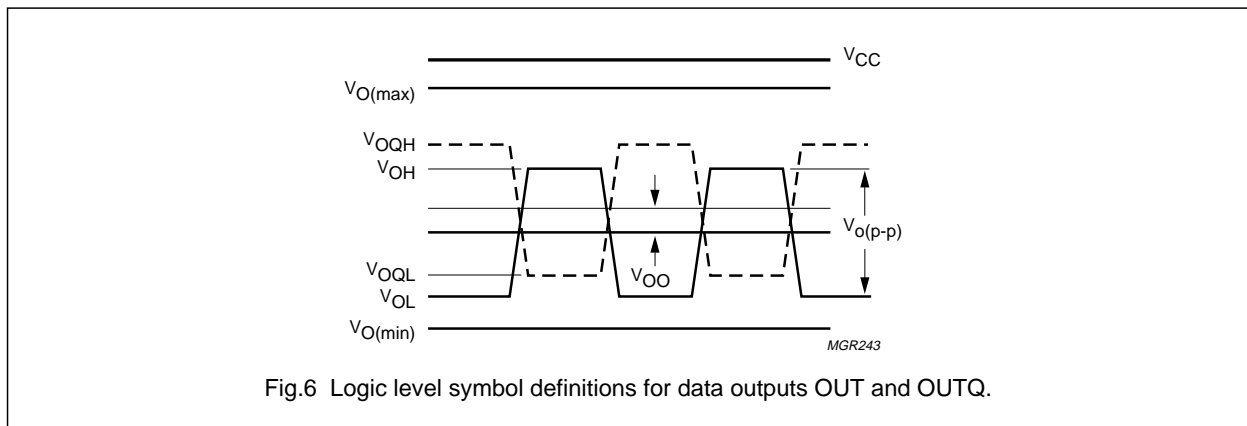 VCC
VO(max)
VOQH
VOH
Vo(p-p)
VOQL
VOO
VOL
VO(min)
MGR243
Fig.6 Logic level symbol definitions for data outputs OUT and OUTQ.